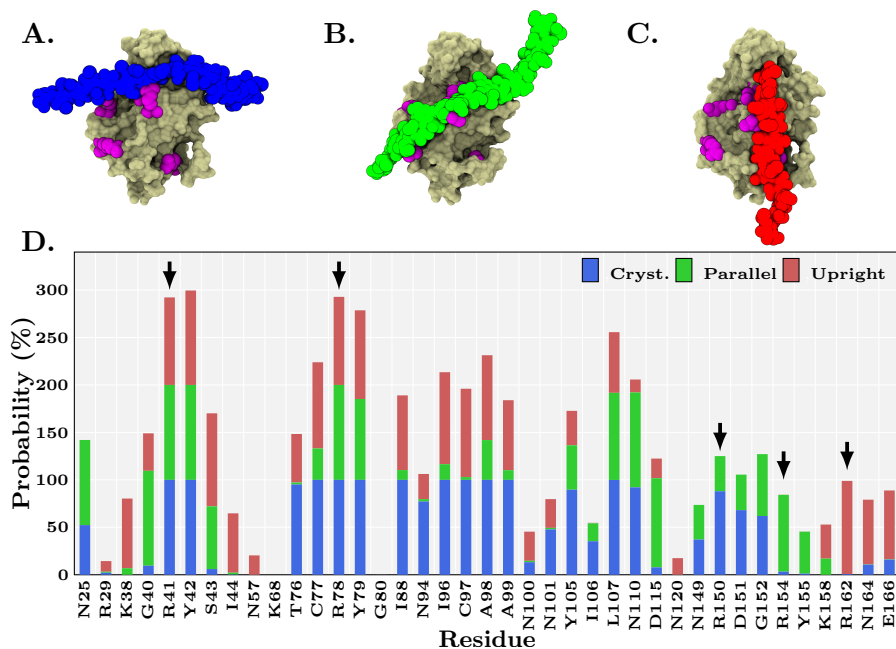 A.
B.
C.
D.
Cryst.
Parallel
Upright
Probability (%)
300
250
200
150
100
50
0
N25
R29
K38
G40
R41
Y42
S43
I44
N57
K68
T76
C77
R78
Y79
G80
I88
N94
I96
C97
A98
A99
N100
N101
Y105
I106
L107
N110
D115
N120
N149
R150
D151
G152
R154
Y155
K158
R162
N164
E166
Residue